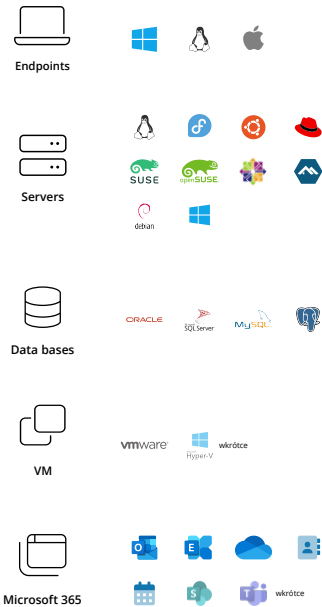 Endpoints
SUSE
openSUSE
debian
Servers
ORACLE
SQL Server
MySQL
Data bases
vmware
Hyper-V
wkrótce
VM
O
E
S
T
wkrótce
Microsoft 365